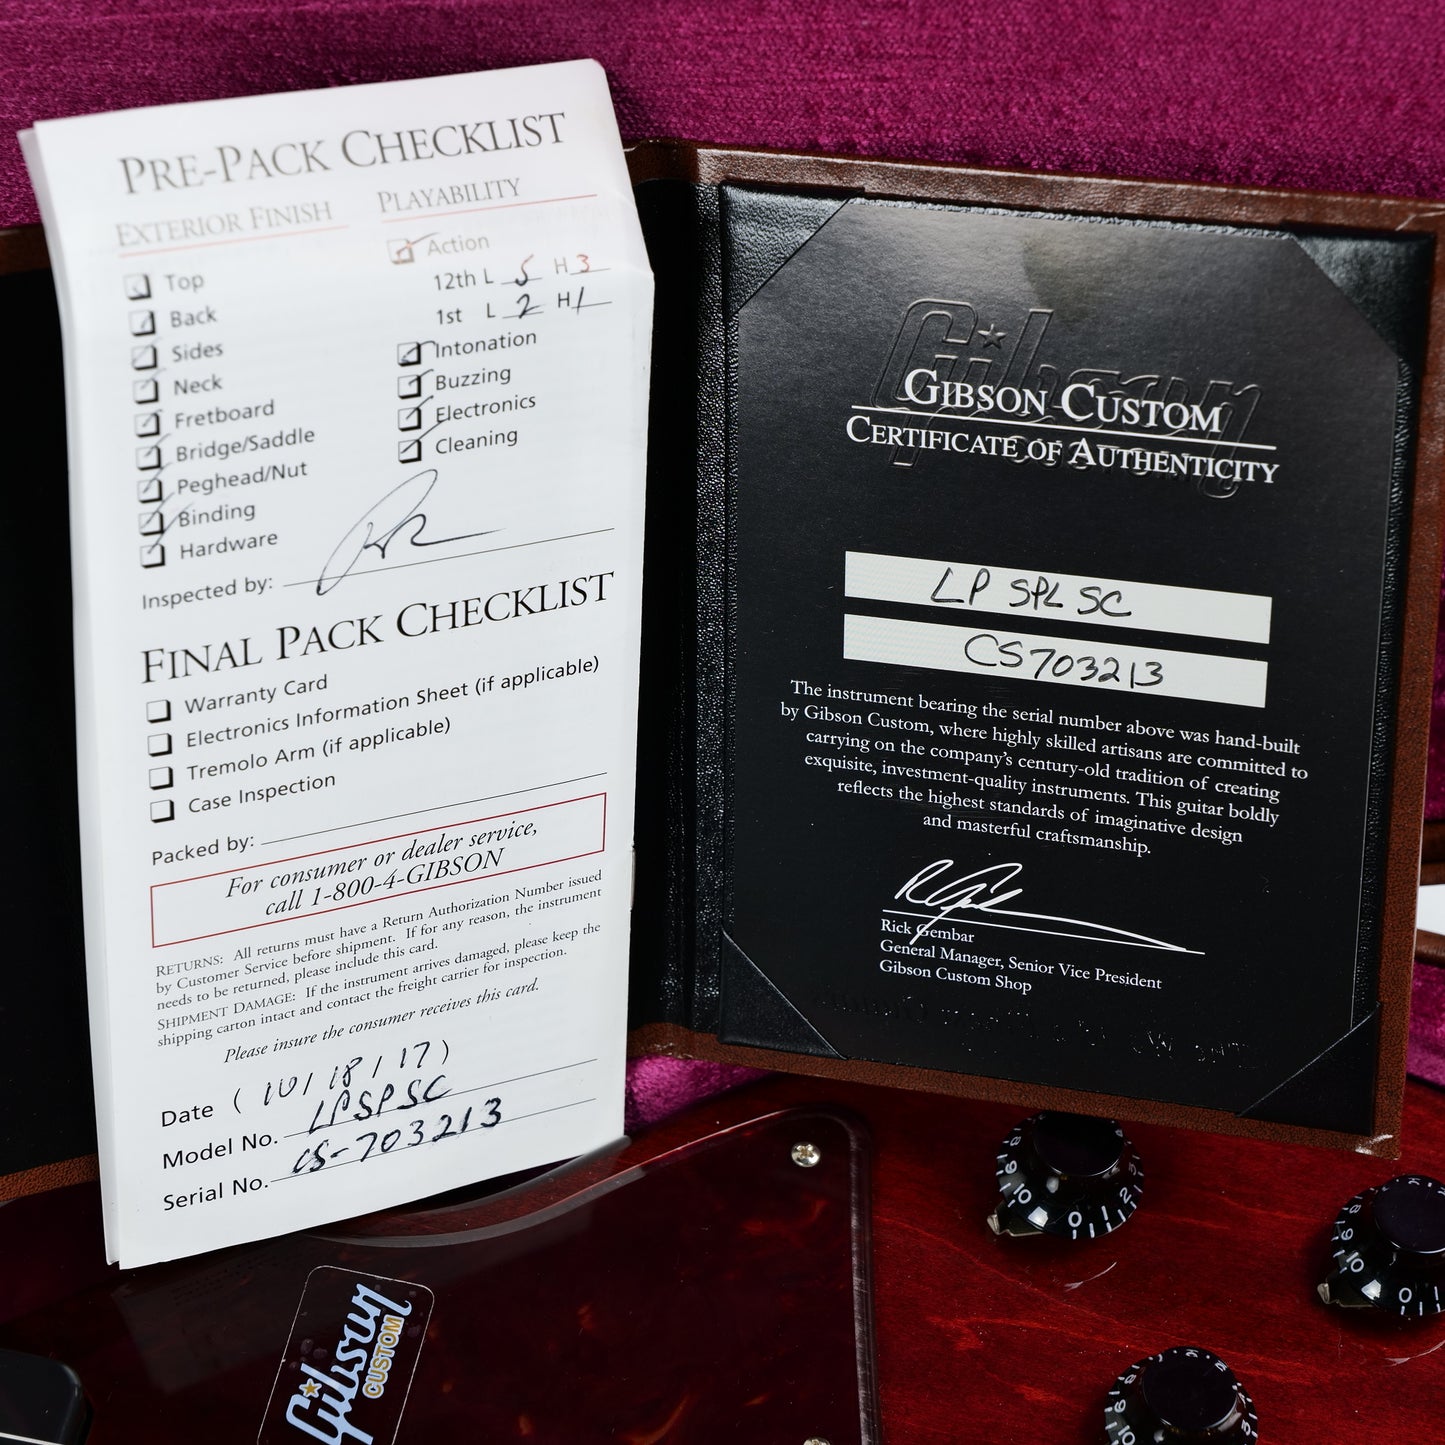 PRE-PACK CHECKLIST
EXTERIOR FINISH
Top
Back
Sides
Neck
Fretboard
Bridge/Saddle
Peghead/Nut
Binding
Hardware
PLAYABILITY
Action
12th L 5 H 3
1st L 2 H 1
Intonation
Buzzing
Electronics
Cleaning
Inspected by:
FINAL PACK CHECKLIST
Warranty Card
Electronics Information Sheet (if applicable)
Tremolo Arm (if applicable)
Case Inspection
Packed by:
For consumer or dealer service,
call 1-800-4-GIBSON
RETURNS: All returns must have a Return Authorization Number issued
by Customer Service before shipment. If for any reason, the instrument
needs to be returned, please include this card.
SHIPMENT DAMAGE: If the instrument arrives damaged, please keep the
shipping carton intact and contact the freight carrier for inspection.
Please insure the consumer receives this card.
Date ( 10 / 18 / 17 )
Model No. LPSPSC
Serial No. CS-703213
Gibson
CUSTOM
GIBSON CUSTOM
CERTIFICATE OF AUTHENTICITY
LP SPL SC
CS703213
The instrument bearing the serial number above was hand-built
by Gibson Custom, where highly skilled artisans are committed to
carrying on the company's century-old tradition of creating
exquisite, investment-quality instruments. This guitar boldly
reflects the highest standards of imaginative design
and masterful craftsmanship.
Rick Gembar
General Manager, Senior Vice President
Gibson Custom Shop
Gibson
CUSTOM